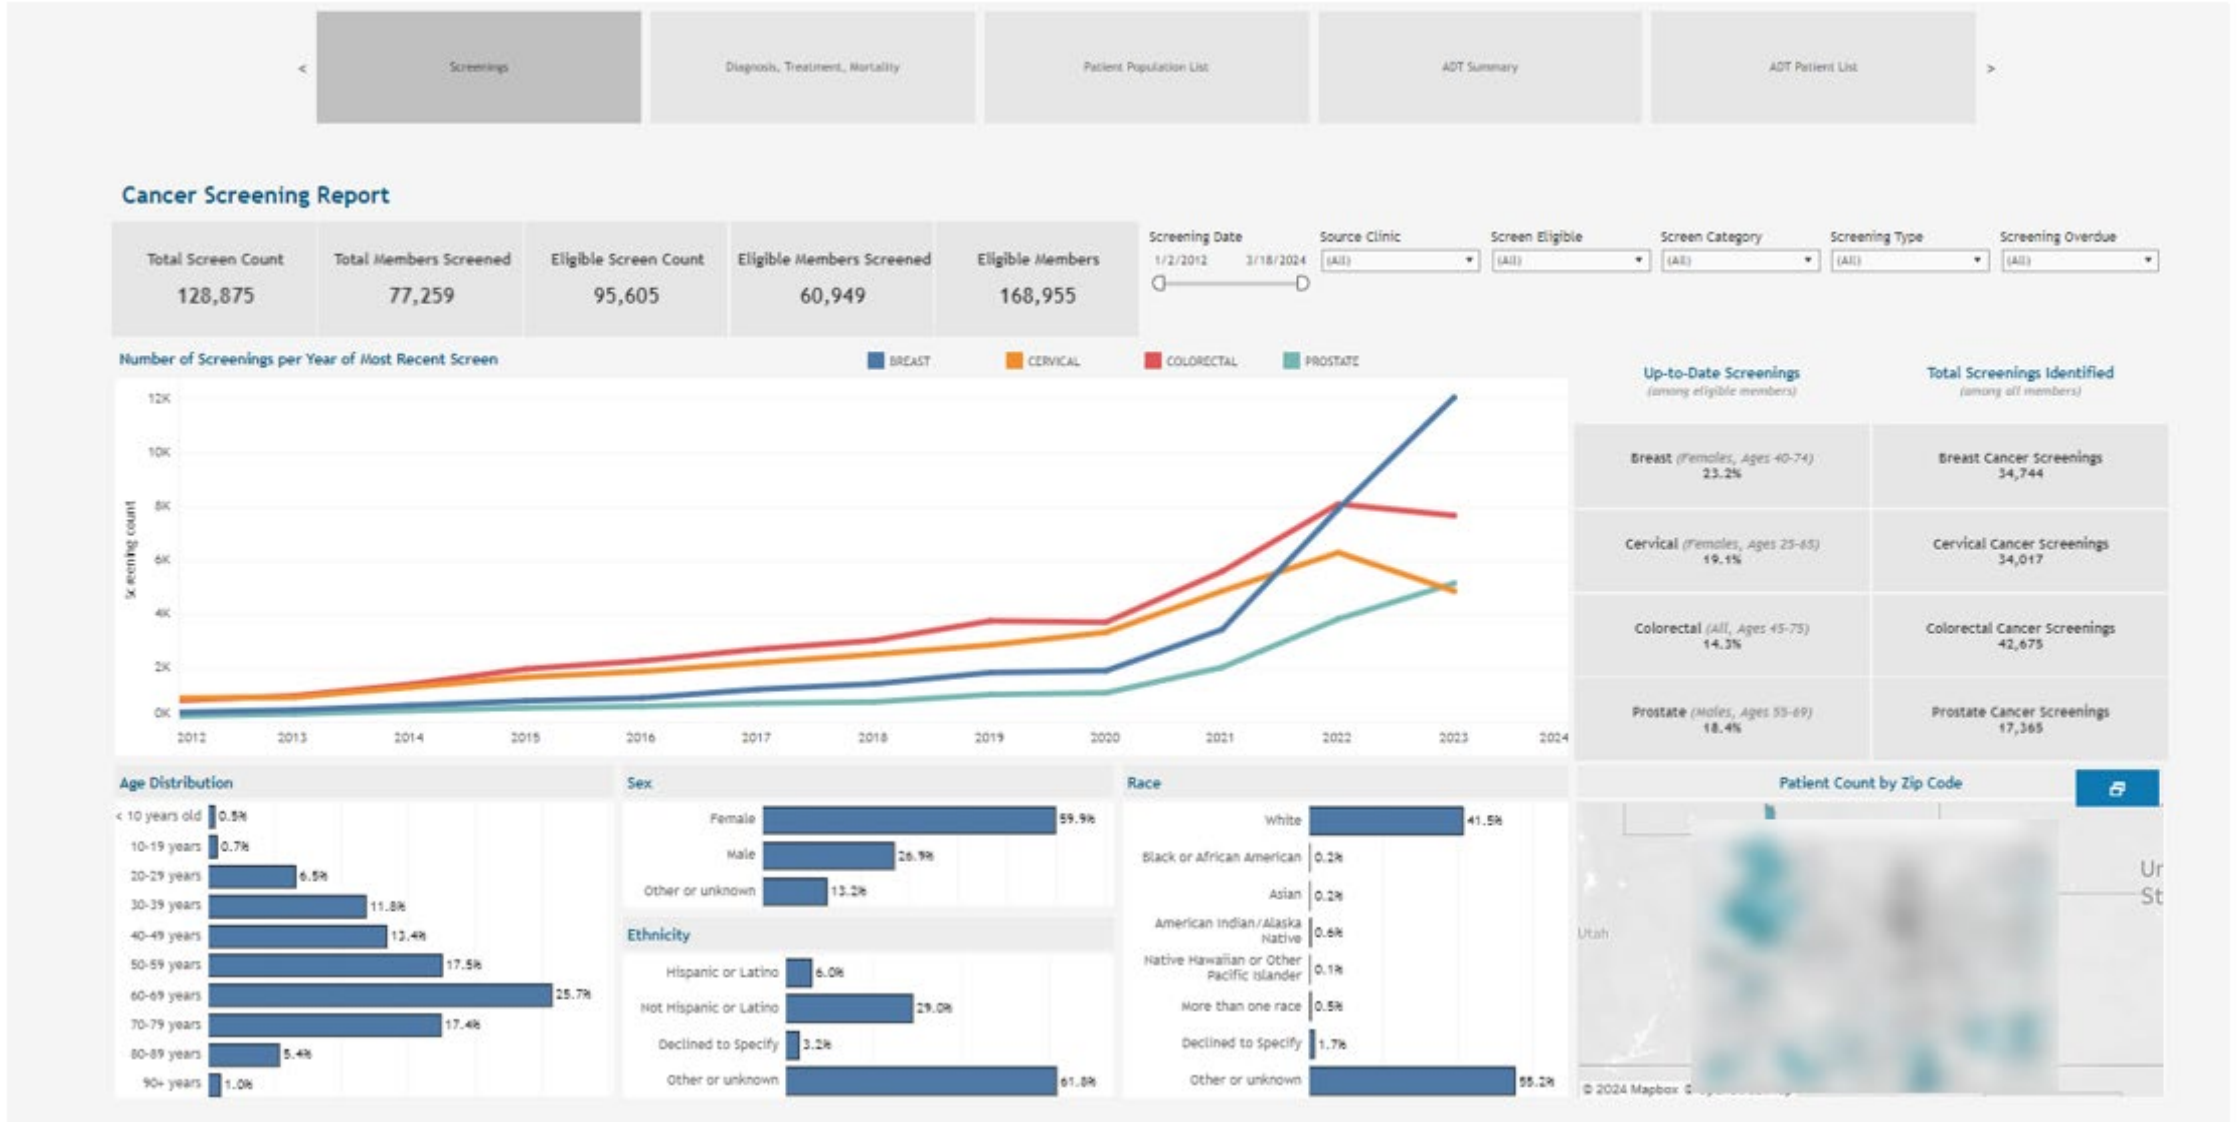 <
Screenings
Diagnosis, Treatment, Mortality
Patient Population List
ADT Summary
ADT Patient List
>
Cancer Screening Report
Total Screen Count
128,875
Total Members Screened
77,259
Eligible Screen Count
95,605
Eligible Members Screened
60,949
Eligible Members
168,955
Screening Date
1/2/2012 3/18/2024
Source Clinic
(All)
Screen Eligible
(All)
Screen Category
(All)
Screening Type
(All)
Screening Overdue
(All)
Number of Screenings per Year of Most Recent Screen
BREAST
CERVICAL
COLORECTAL
PROSTATE
Screening count
12K
10K
8K
6K
4K
2K
0K
2012 2013 2014 2015 2016 2017 2018 2019 2020 2021 2022 2023 2024
Up-to-Date Screenings
(among eligible members)
Breast (Females, Ages 40-74)
23.2%
Cervical (Females, Ages 25-65)
19.1%
Colorectal (All, Ages 45-75)
14.3%
Prostate (Males, Ages 55-69)
18.4%
Total Screenings Identified
(among all members)
Breast Cancer Screenings
34,744
Cervical Cancer Screenings
34,017
Colorectal Cancer Screenings
42,675
Prostate Cancer Screenings
17,365
Age Distribution
< 10 years old 0.5%
10-19 years 0.7%
20-29 years 6.5%
30-39 years 11.8%
40-49 years 13.4%
50-59 years 17.5%
60-69 years 25.7%
70-79 years 17.4%
80-89 years 5.4%
90+ years 1.0%
Sex
Female 59.9%
Male 26.9%
Other or unknown 13.2%
Ethnicity
Hispanic or Latino 6.0%
Not Hispanic or Latino 29.0%
Declined to Specify 3.2%
Other or unknown 61.8%
Race
White 41.5%
Black or African American 0.2%
Asian 0.2%
American Indian/Alaska
Native 0.6%
Native Hawaiian or Other
Pacific Islander 0.1%
More than one race 0.5%
Declined to Specify 1.7%
Other or unknown 55.2%
Patient Count by Zip Code
Utah
Un
St
© 2024 Mapbox ©